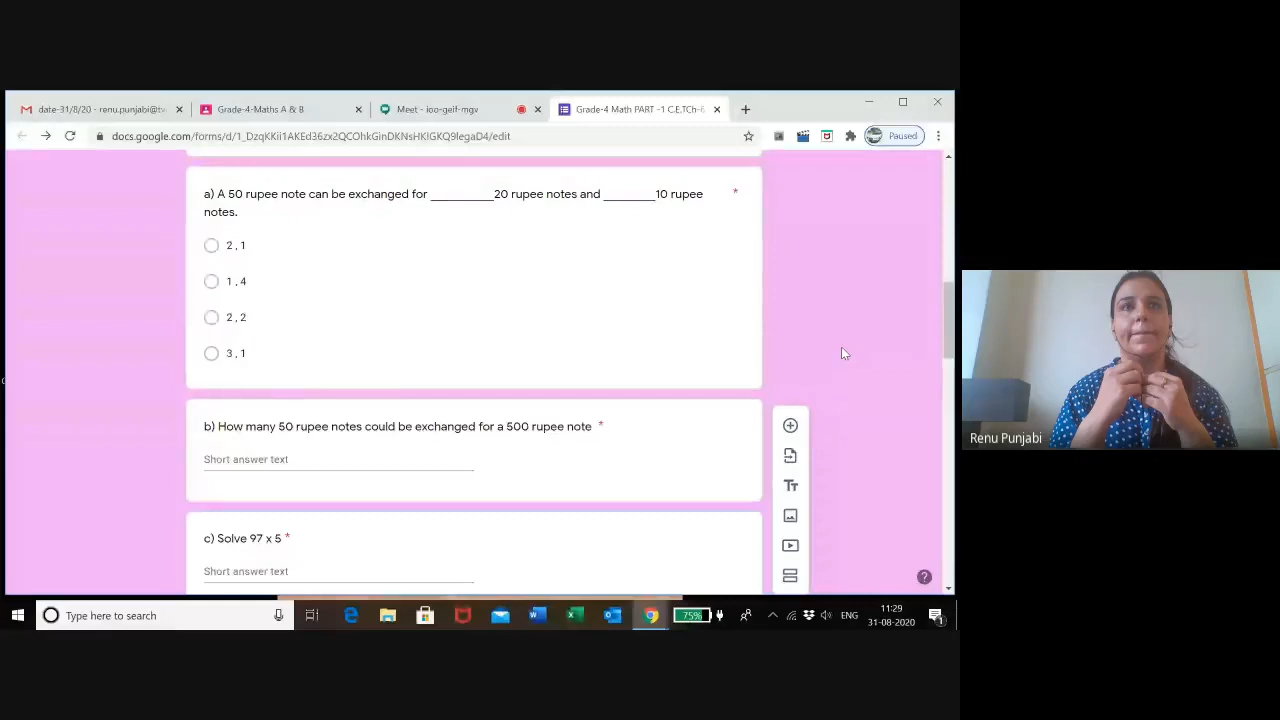 date-31/8/20 - renu.punjabi@tv
Grade-4-Maths A & B
Meet - ioo-geif-mgv
Grade-4 Math PART -1 C.E,TCh-6
docs.google.com/forms/d/1_DzqKKii1AKEd36zx2QCOhkGinDKNsHKlGKQ9legaD4/edit
Paused
a) A 50 rupee note can be exchanged for __________20 rupee notes and ________10 rupee *
notes.
2 , 1
1 , 4
2 , 2
3 , 1
b) How many 50 rupee notes could be exchanged for a 500 rupee note *
Short answer text
Tт
c) Solve 97 x 5 *
Short answer text
Renu Punjabi
Type here to search
75%
ENG
11:29
31-08-2020
1